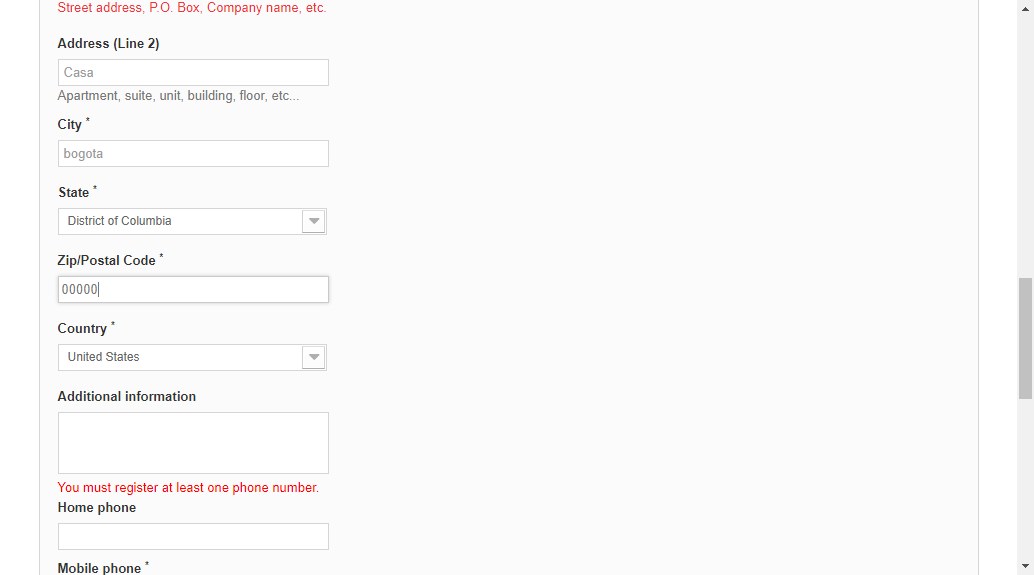 Street address, P.O. Box, Company name, etc.
Address (Line 2)
Casa
Apartment, suite, unit, building, floor, etc...
City *
bogota
State *
District of Columbia
Zip/Postal Code *
00000
Country *
United States
Additional information
You must register at least one phone number.
Home phone
Mobile phone *